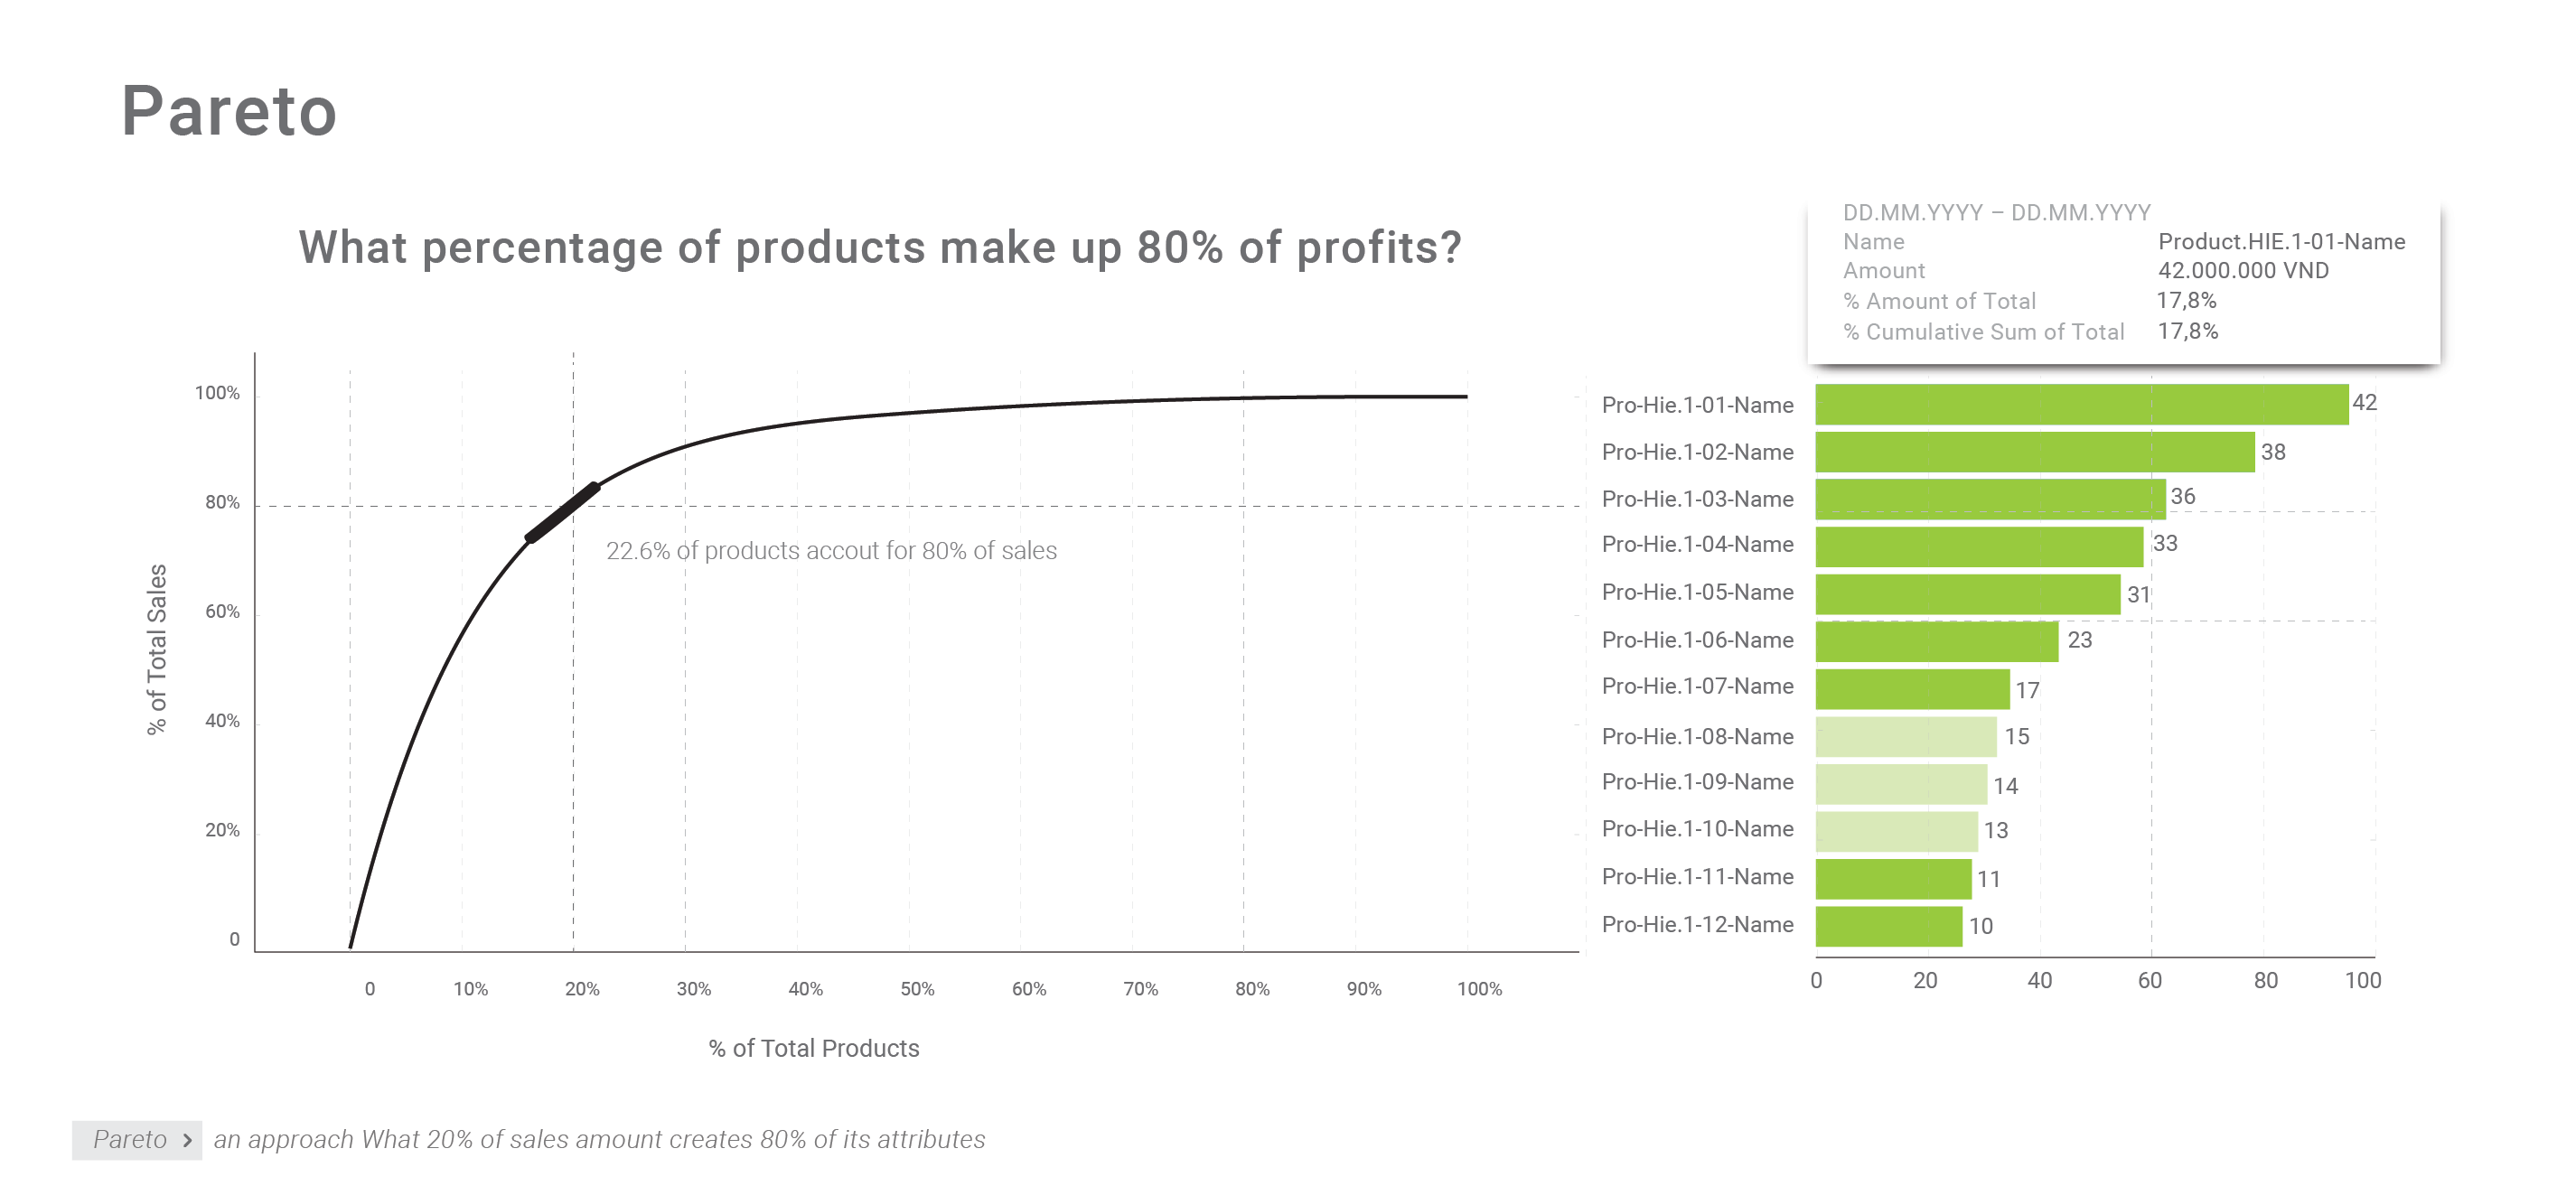 Pareto
What percentage of products make up 80% of profits?
DD.MM.YYYY – DD.MM.YYYY
Name Product.HIE.1-01-Name
Amount 42.000.000 VND
% Amount of Total 17,8%
% Cumulative Sum of Total 17,8%
% of Total Sales
100%
80%
60%
40%
20%
0
22.6% of products accout for 80% of sales
0 10% 20% 30% 40% 50% 60% 70% 80% 90% 100%
% of Total Products
Pro-Hie.1-01-Name 42
Pro-Hie.1-02-Name 38
Pro-Hie.1-03-Name 36
Pro-Hie.1-04-Name 33
Pro-Hie.1-05-Name 31
Pro-Hie.1-06-Name 23
Pro-Hie.1-07-Name 17
Pro-Hie.1-08-Name 15
Pro-Hie.1-09-Name 14
Pro-Hie.1-10-Name 13
Pro-Hie.1-11-Name 11
Pro-Hie.1-12-Name 10
0 20 40 60 80 100
Pareto > an approach What 20% of sales amount creates 80% of its attributes